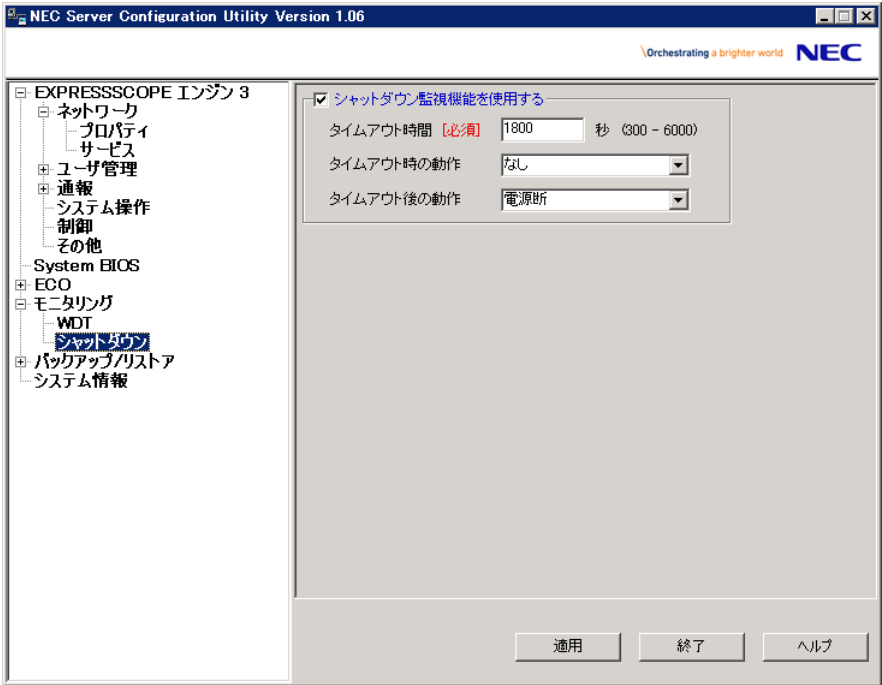 NEC Server Configuration Utility Version 1.06
\Orchestrating a brighter world NEC
EXPRESSSCOPE エンジン 3
ネットワーク
プロパティ
サービス
ユーザ管理
通報
システム操作
制御
その他
System BIOS
ECO
モニタリング
WDT
シャットダウン
バックアップ/リストア
システム情報
シャットダウン監視機能を使用する
タイムアウト時間 [必須] 1800 秒 (300 - 6000)
タイムアウト時の動作 なし
タイムアウト後の動作 電源断
適用 終了 ヘルプ